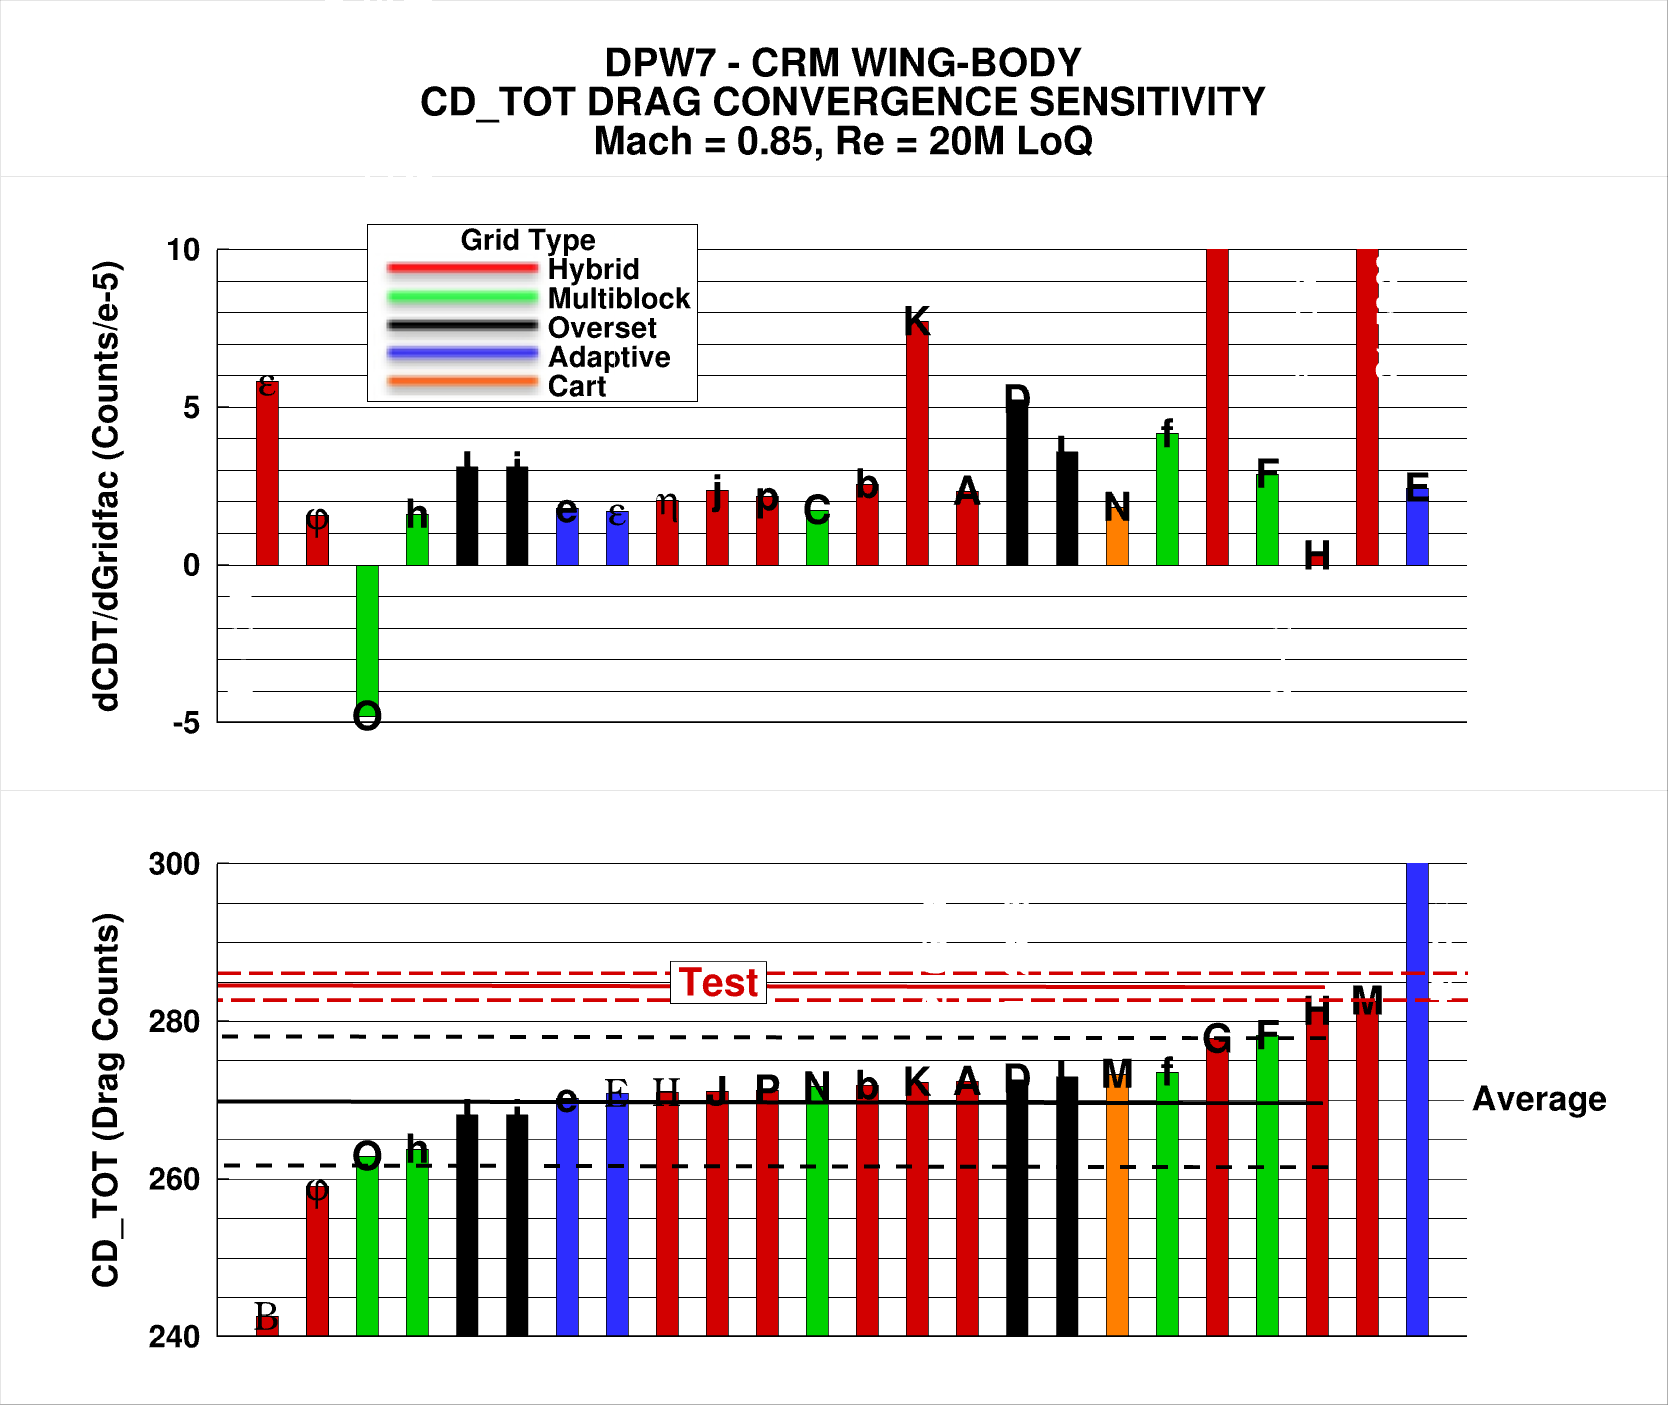 DPW7 - CRM WING-BODY
CD_TOT DRAG CONVERGENCE SENSITIVITY
Mach = 0.85, Re = 20M LoQ
Grid Type
Hybrid
Multiblock
Overset
Adaptive
Cart
dCDT/dGridfac (Counts/e-5)
10
5
0
-5
ε φ O h i e ε η j p C b K A D N f F H E
CD_TOT (Drag Counts)
300
280
260
240
Test
Average
B φ O h e E H J P N b K A D M f G F H M